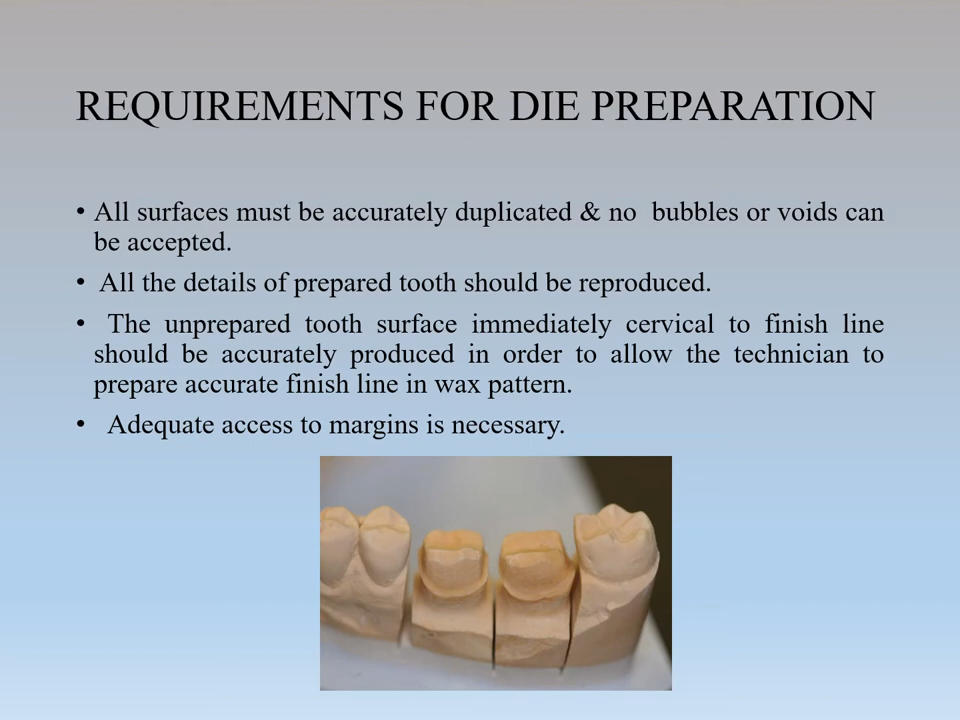 REQUIREMENTS FOR DIE PREPARATION
• All surfaces must be accurately duplicated & no  bubbles or voids can
be accepted.
•  All the details of prepared tooth should be reproduced.
•  The unprepared tooth surface immediately cervical to finish line
should be accurately produced in order to allow the technician to
prepare accurate finish line in wax pattern.
•  Adequate access to margins is necessary.